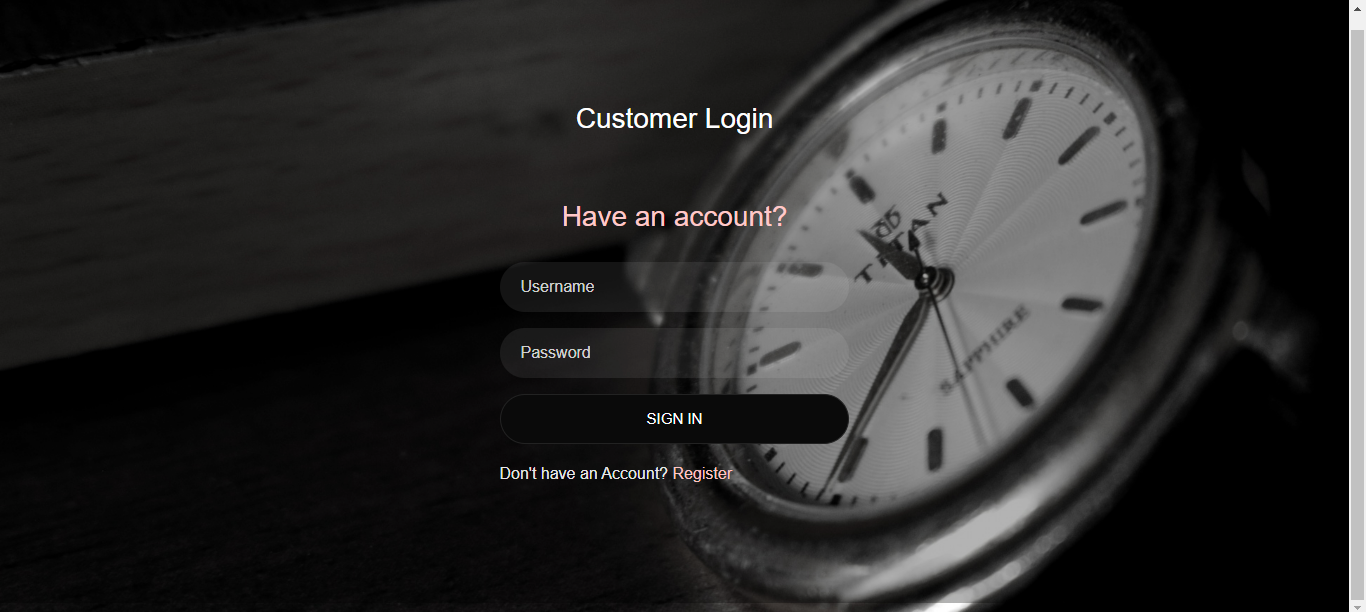 Customer Login
Have an account?
TITAN
Username
SAPPHIRE
Password
SIGN IN
Don't have an Account? Register